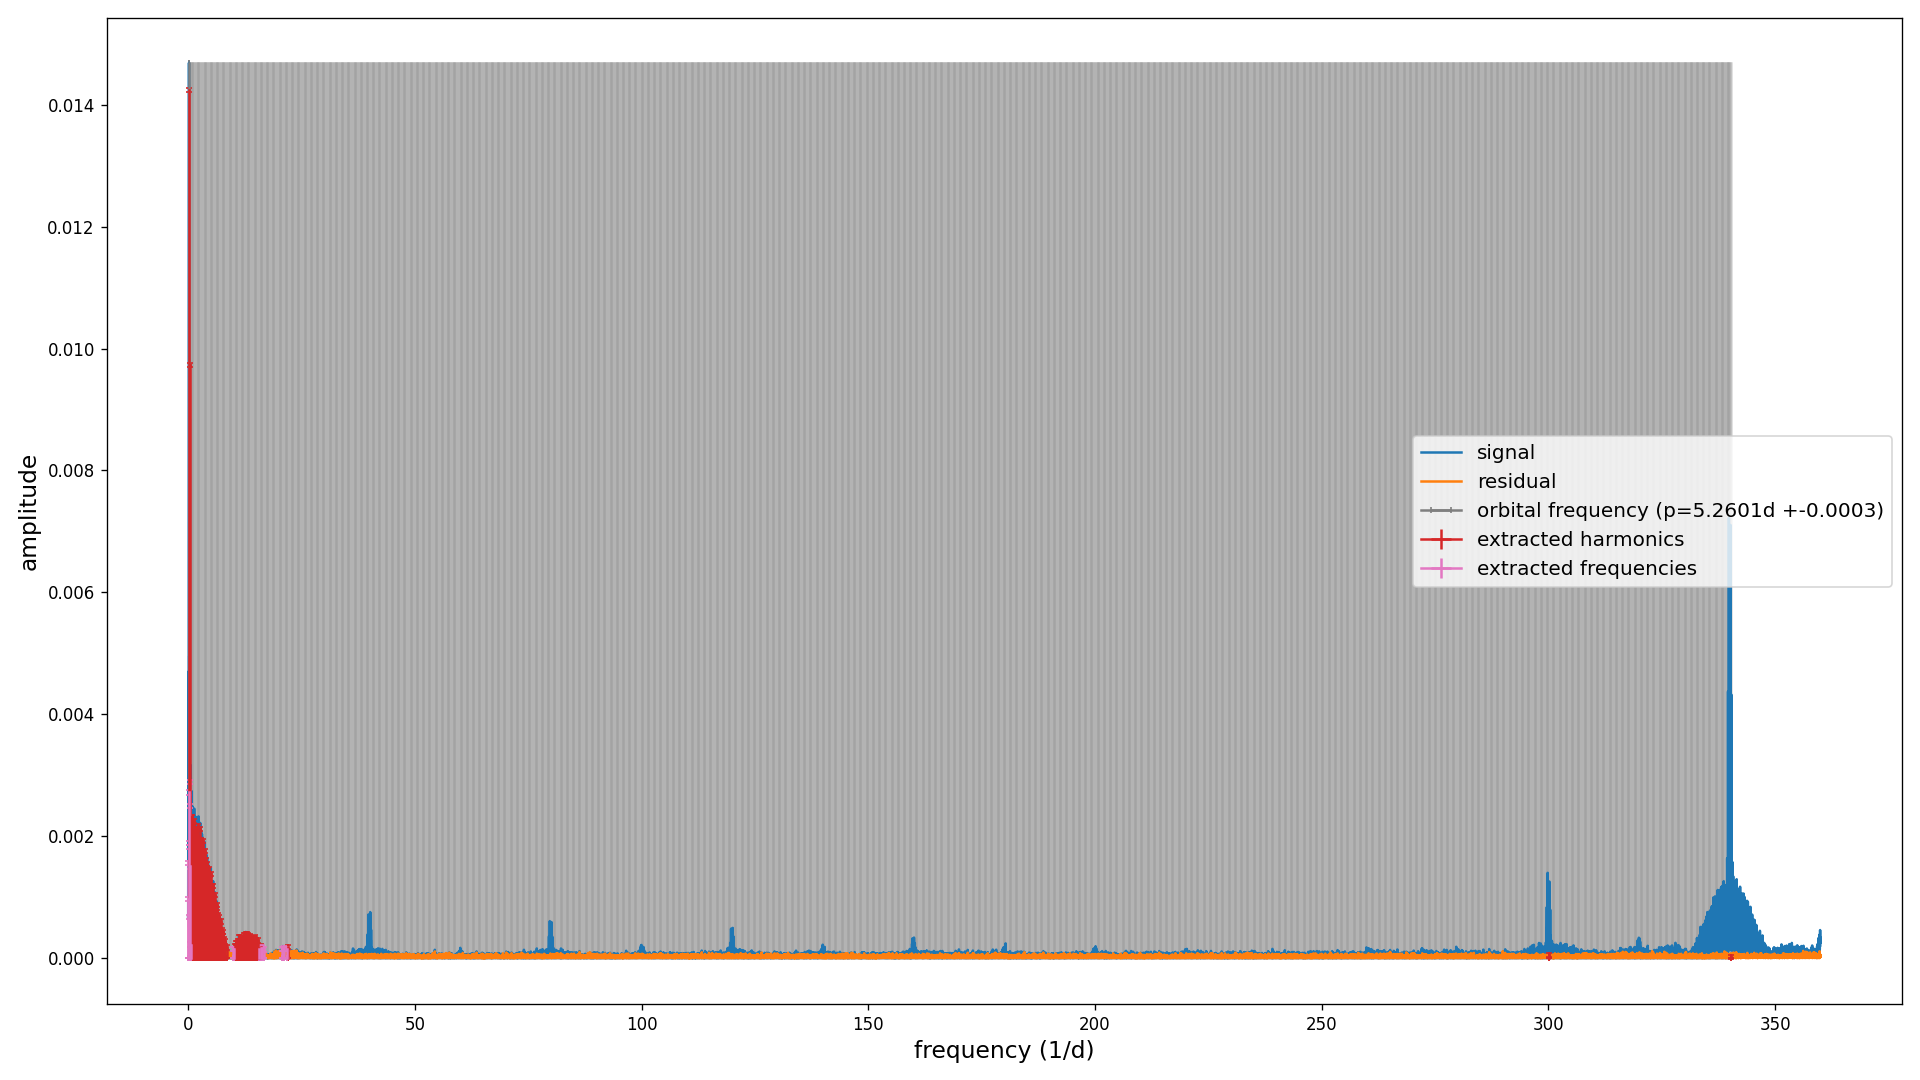 0.014
0.012
0.010
0.008
0.006
0.004
0.002
0.000
amplitude
signal
residual
orbital frequency (p=5.2601d +-0.0003)
extracted harmonics
extracted frequencies
0 50 100 150 200 250 300 350
frequency (1/d)